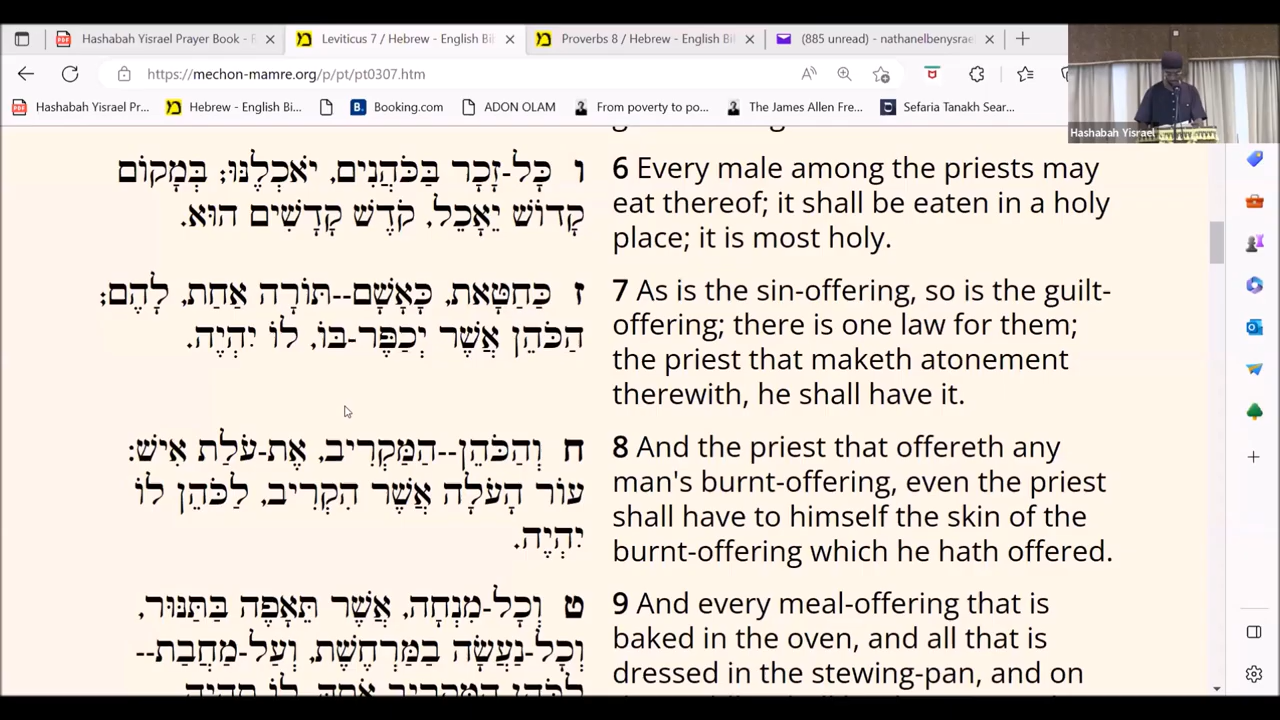 Hashabah Yisrael Prayer Book - R
Leviticus 7 / Hebrew - English Bi
Proverbs 8 / Hebrew - English Bi
(885 unread) - nathanelbenysrae
https://mechon-mamre.org/p/pt/pt0307.htm
Hashabah Yisrael Pr...
Hebrew - English Bi...
Booking.com
ADON OLAM
From poverty to po...
The James Allen Fre...
Sefaria Tanakh Sear...
Hashabah Yisrael
ו כָּל-זָכָר בַּכֹּהֲנִים, יֹאכְלֶנּוּ; בְּמָקוֹם
קָדוֹשׁ יֵאָכֵל, קֹדֶשׁ קָדָשִׁים הוּא.
6 Every male among the priests may
eat thereof; it shall be eaten in a holy
place; it is most holy.
ז כַּחַטָּאת, כָּאָשָׁם--תּוֹרָה אַחַת, לָהֶם;
הַכֹּהֵן אֲשֶׁר יְכַפֶּר-בּוֹ, לוֹ יִהְיֶה.
7 As is the sin-offering, so is the guilt-
offering; there is one law for them;
the priest that maketh atonement
therewith, he shall have it.
ח וְהַכֹּהֵן--הַמַּקְרִיב, אֶת-עֹלַת אִישׁ:
עוֹר הָעֹלָה אֲשֶׁר הִקְרִיב, לַכֹּהֵן לוֹ
יִהְיֶה.
8 And the priest that offereth any
man's burnt-offering, even the priest
shall have to himself the skin of the
burnt-offering which he hath offered.
ט וְכָל-מִנְחָה, אֲשֶׁר תֵּאָפֶה בַּתַּנּוּר,
וְכָל-נַעֲשָׂה בַמַּרְחֶשֶׁת, וְעַל-מַחֲבַת--
9 And every meal-offering that is
baked in the oven, and all that is
dressed in the stewing-pan, and on